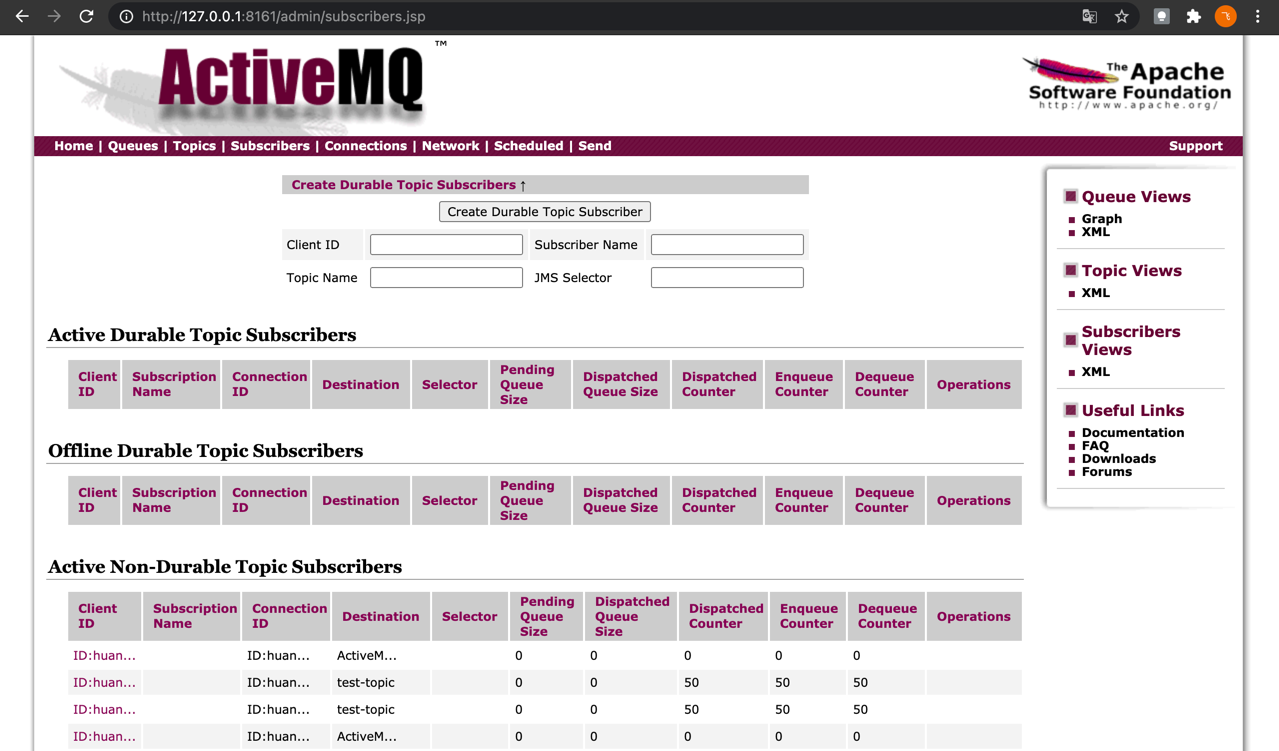 http://127.0.0.1:8161/admin/subscribers.jsp
ActiveMQ™
The Apache
Software Foundation
http://www.apache.org/
Home | Queues | Topics | Subscribers | Connections | Network | Scheduled | Send
Support
Create Durable Topic Subscribers ↑
Create Durable Topic Subscriber
Client ID Subscriber Name
Topic Name JMS Selector
Active Durable Topic Subscribers
Client ID Subscription Name Connection ID Destination Selector Pending Queue Size Dispatched Queue Size Dispatched Counter Enqueue Counter Dequeue Counter Operations
Offline Durable Topic Subscribers
Client ID Subscription Name Connection ID Destination Selector Pending Queue Size Dispatched Queue Size Dispatched Counter Enqueue Counter Dequeue Counter Operations
Active Non-Durable Topic Subscribers
Client ID Subscription Name Connection ID Destination Selector Pending Queue Size Dispatched Queue Size Dispatched Counter Enqueue Counter Dequeue Counter Operations
ID:huan... ID:huan... ActiveM... 0 0 0 0 0
ID:huan... ID:huan... test-topic 0 0 50 50 50
ID:huan... ID:huan... test-topic 0 0 50 50 50
ID:huan... ID:huan... ActiveM... 0 0 0 0 0
Queue Views
Graph
XML
Topic Views
XML
Subscribers
Views
XML
Useful Links
Documentation
FAQ
Downloads
Forums